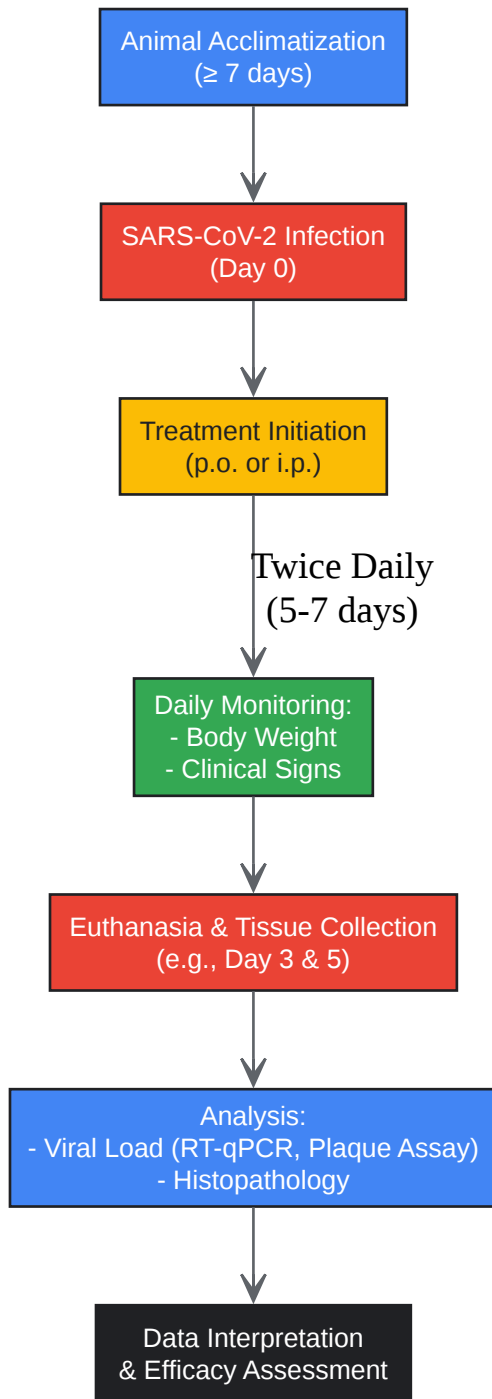 Animal Acclimatization
(≥ 7 days)
SARS-CoV-2 Infection
(Day 0)
Treatment Initiation
(p.o. or i.p.)
Twice Daily
(5-7 days)
Daily Monitoring:
- Body Weight
- Clinical Signs
Euthanasia & Tissue Collection
(e.g., Day 3 & 5)
Analysis:
- Viral Load (RT-qPCR, Plaque Assay)
- Histopathology
Data Interpretation
& Efficacy Assessment